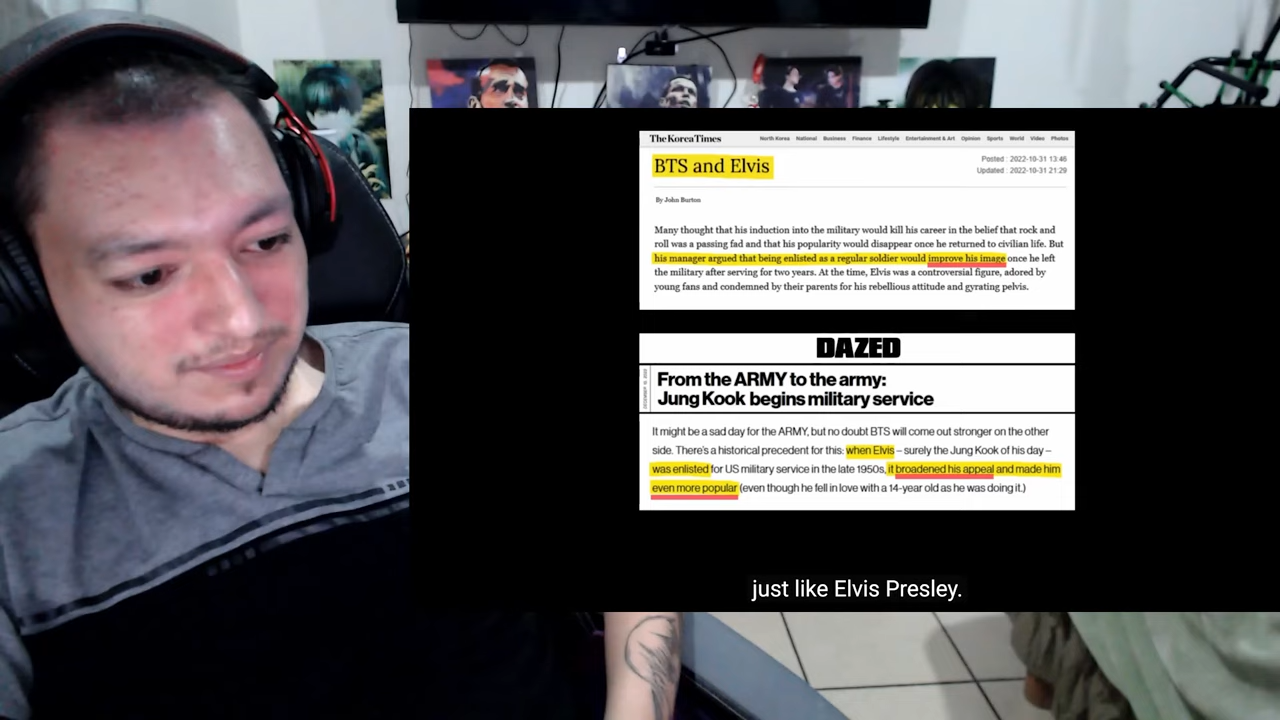 The Korea Times
North Korea National Business Finance Lifestyle Entertainment & Art Opinion Sports World Video Photos
BTS and Elvis
Posted : 2022-10-31 13:46
Updated : 2022-10-31 21:29
By John Burton
Many thought that his induction into the military would kill his career in the belief that rock and
roll was a passing fad and that his popularity would disappear once he returned to civilian life. But
his manager argued that being enlisted as a regular soldier would improve his image once he left
the military after serving for two years. At the time, Elvis was a controversial figure, adored by
young fans and condemned by their parents for his rebellious attitude and gyrating pelvis.
DAZED
From the ARMY to the army:
Jung Kook begins military service
It might be a sad day for the ARMY, but no doubt BTS will come out stronger on the other
side. There's a historical precedent for this: when Elvis – surely the Jung Kook of his day –
was enlisted for US military service in the late 1950s, it broadened his appeal and made him
even more popular (even though he fell in love with a 14-year old as he was doing it.)
just like Elvis Presley.